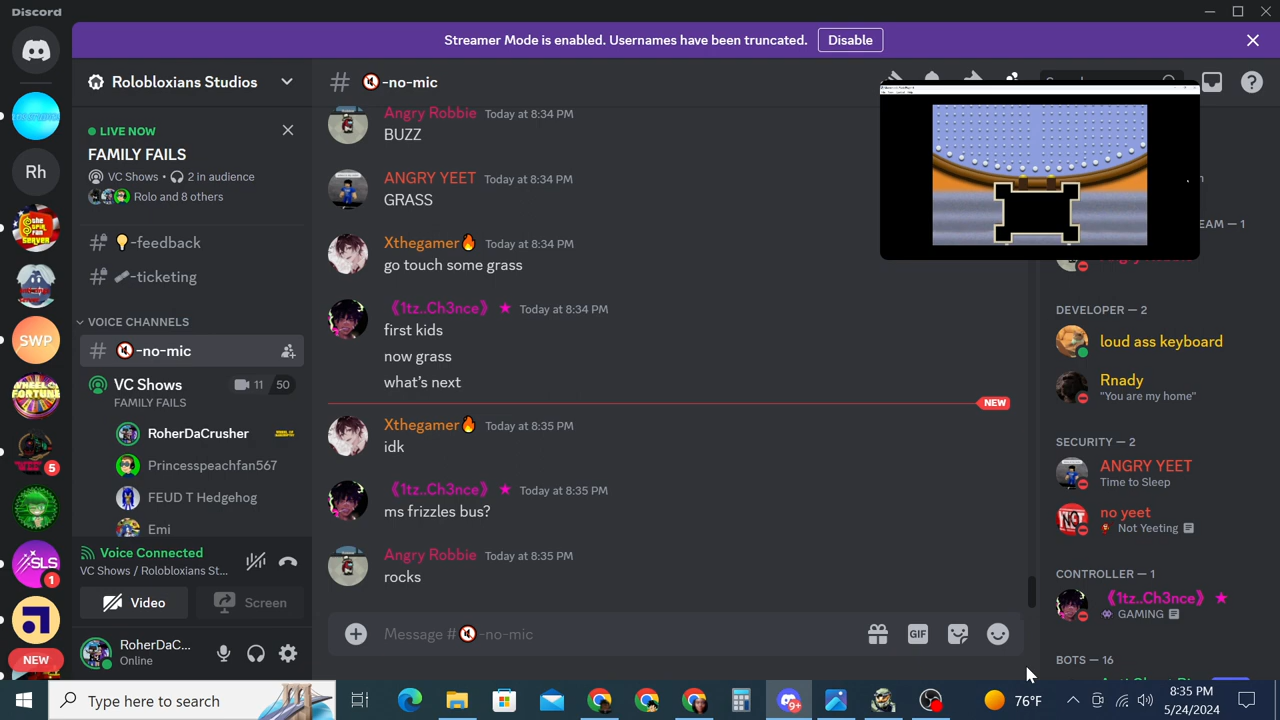 Discord
Streamer Mode is enabled. Usernames have been truncated.
Disable
Rolobloxians Studios
LIVE NOW
FAMILY FAILS
VC Shows • 2 in audience
Rolo and 8 others
-feedback
-ticketing
VOICE CHANNELS
-no-mic
VC Shows
11 50
FAMILY FAILS
RoherDaCrusher
Princesspeachfan567
FEUD T Hedgehog
Emi
Voice Connected
VC Shows / Rolobloxians St...
Video
Screen
RoherDaC...
Online
Rh
SWP
5
SLS
1
NEW
# -no-mic
Angry Robbie Today at 8:34 PM
BUZZ
ANGRY YEET Today at 8:34 PM
GRASS
Xthegamer🔥 Today at 8:34 PM
go touch some grass
《1tz..Ch3nce》 ★ Today at 8:34 PM
first kids
now grass
what's next
NEW
Xthegamer🔥 Today at 8:35 PM
idk
《1tz..Ch3nce》 ★ Today at 8:35 PM
ms frizzles bus?
Angry Robbie Today at 8:35 PM
rocks
Message # -no-mic
GIF
EAM — 1
DEVELOPER — 2
loud ass keyboard
Rnady
"You are my home"
SECURITY — 2
ANGRY YEET
Time to Sleep
no yeet
Not Yeeting
CONTROLLER — 1
《1tz..Ch3nce》 ★
GAMING
BOTS — 16
Type here to search
9+
76°F
8:35 PM
5/24/2024